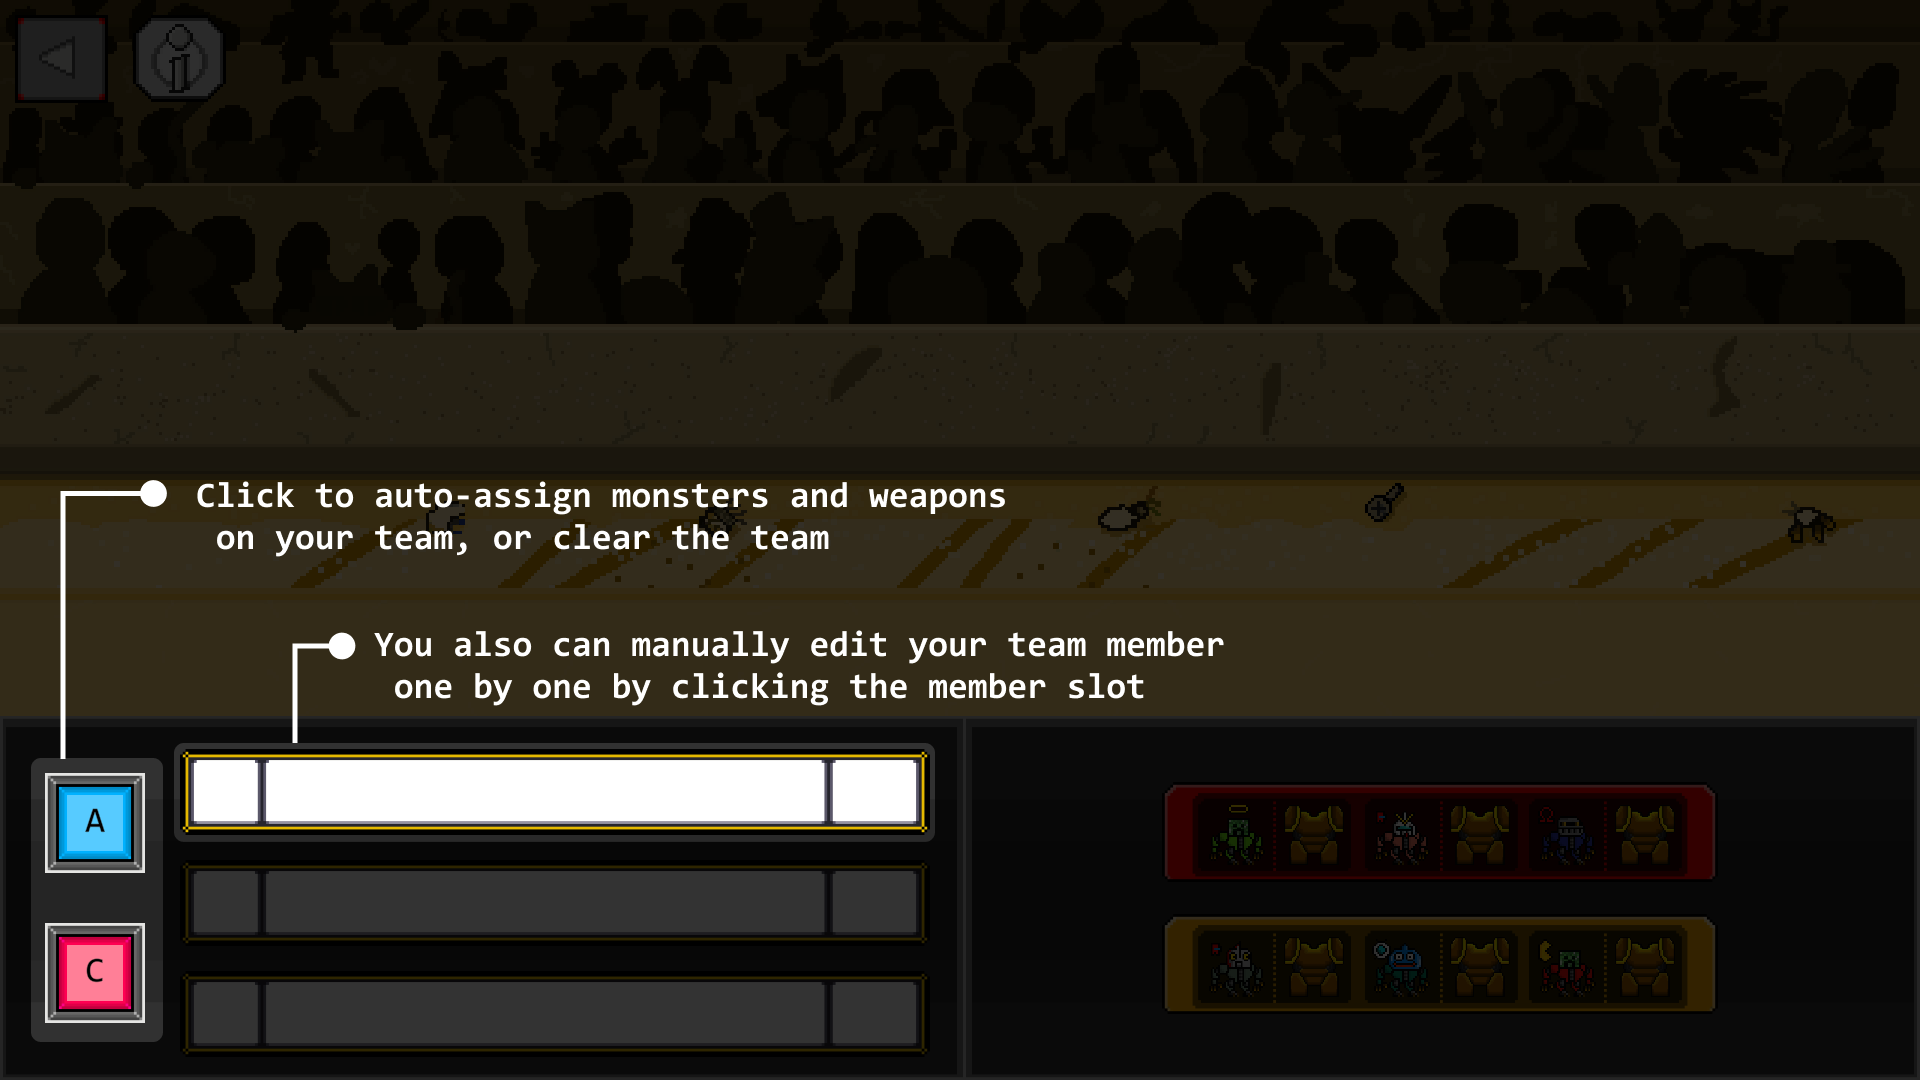 Click to auto-assign monsters and weapons
on your team, or clear the team
You also can manually edit your team member
one by one by clicking the member slot
A
C